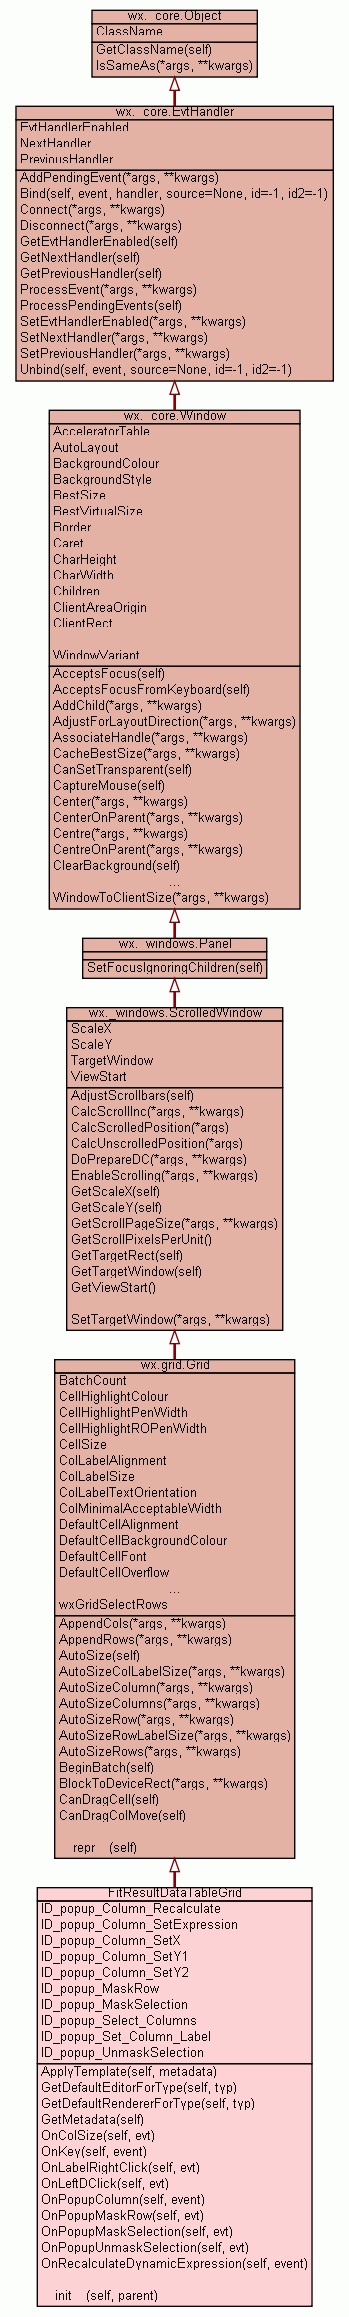 wx._core.Object
ClassName
GetClassName(self)
IsSameAs(*args, **kwargs)
wx._core.EvtHandler
EvtHandlerEnabled
NextHandler
PreviousHandler
AddPendingEvent(*args, **kwargs)
Bind(self, event, handler, source=None, id=-1, id2=-1)
Connect(*args, **kwargs)
Disconnect(*args, **kwargs)
GetEvtHandlerEnabled(self)
GetNextHandler(self)
GetPreviousHandler(self)
ProcessEvent(*args, **kwargs)
ProcessPendingEvents(self)
SetEvtHandlerEnabled(*args, **kwargs)
SetNextHandler(*args, **kwargs)
SetPreviousHandler(*args, **kwargs)
Unbind(self, event, source=None, id=-1, id2=-1)
wx._core.Window
AcceleratorTable
AutoLayout
BackgroundColour
BackgroundStyle
BestSize
BestVirtualSize
Border
Caret
CharHeight
CharWidth
Children
ClientAreaOrigin
ClientRect
WindowVariant
AcceptsFocus(self)
AcceptsFocusFromKeyboard(self)
AddChild(*args, **kwargs)
AdjustForLayoutDirection(*args, **kwargs)
AssociateHandle(*args, **kwargs)
CacheBestSize(*args, **kwargs)
CanSetTransparent(self)
CaptureMouse(self)
Center(*args, **kwargs)
CenterOnParent(*args, **kwargs)
Centre(*args, **kwargs)
CentreOnParent(*args, **kwargs)
ClearBackground(self)
...
WindowToClientSize(*args, **kwargs)
wx._windows.Panel
SetFocusIgnoringChildren(self)
wx._windows.ScrolledWindow
ScaleX
ScaleY
TargetWindow
ViewStart
AdjustScrollbars(self)
CalcScrollInc(*args, **kwargs)
CalcScrolledPosition(*args)
CalcUnscrolledPosition(*args)
DoPrepareDC(*args, **kwargs)
EnableScrolling(*args, **kwargs)
GetScaleX(self)
GetScaleY(self)
GetScrollPageSize(*args, **kwargs)
GetScrollPixelsPerUnit()
GetTargetRect(self)
GetTargetWindow(self)
GetViewStart()
SetTargetWindow(*args, **kwargs)
wx.grid.Grid
BatchCount
CellHighlightColour
CellHighlightPenWidth
CellHighlightROPenWidth
CellSize
ColLabelAlignment
ColLabelSize
ColLabelTextOrientation
ColMinimalAcceptableWidth
DefaultCellAlignment
DefaultCellBackgroundColour
DefaultCellFont
DefaultCellOverflow
...
wxGridSelectRows
AppendCols(*args, **kwargs)
AppendRows(*args, **kwargs)
AutoSize(self)
AutoSizeColLabelSize(*args, **kwargs)
AutoSizeColumn(*args, **kwargs)
AutoSizeColumns(*args, **kwargs)
AutoSizeRow(*args, **kwargs)
AutoSizeRowLabelSize(*args, **kwargs)
AutoSizeRows(*args, **kwargs)
BeginBatch(self)
BlockToDeviceRect(*args, **kwargs)
CanDragCell(self)
CanDragColMove(self)
__repr__(self)
FitResultDataTableGrid
ID_popup_Column_Recalculate
ID_popup_Column_SetExpression
ID_popup_Column_SetX
ID_popup_Column_SetY1
ID_popup_Column_SetY2
ID_popup_MaskRow
ID_popup_MaskSelection
ID_popup_Select_Columns
ID_popup_Set_Column_Label
ID_popup_UnmaskSelection
ApplyTemplate(self, metadata)
GetDefaultEditorForType(self, typ)
GetDefaultRendererForType(self, typ)
GetMetadata(self)
OnColSize(self, evt)
OnKey(self, event)
OnLabelRightClick(self, evt)
OnLeftDClick(self, evt)
OnPopupColumn(self, event)
OnPopupMaskRow(self, evt)
OnPopupMaskSelection(self, evt)
OnPopupUnmaskSelection(self, evt)
OnRecalculateDynamicExpression(self, event)
__init__(self, parent)